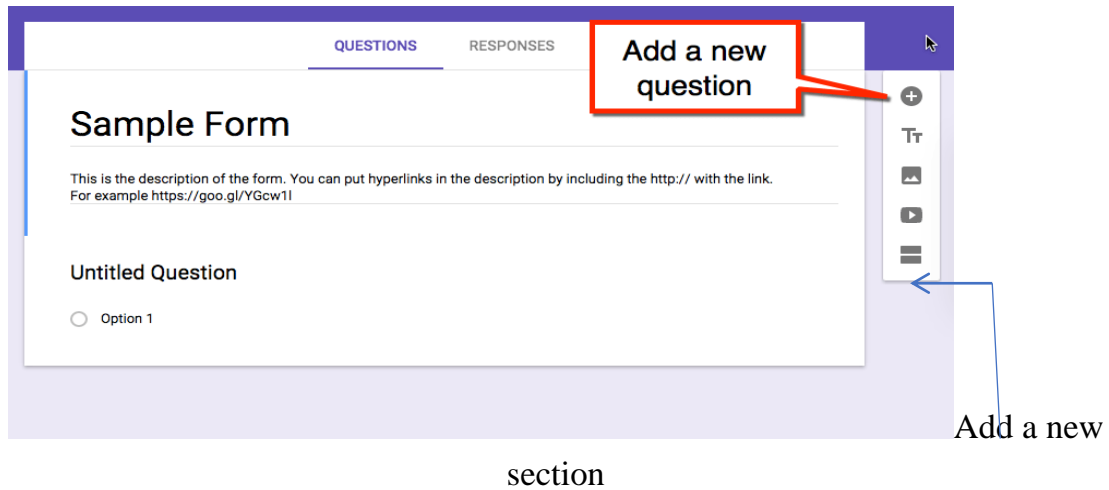 QUESTIONS RESPONSES
Add a new
question
Sample Form
Tт
This is the description of the form. You can put hyperlinks in the description by including the http:// with the link.
For example https://goo.gl/YGcw1l
Untitled Question
Option 1
Add a new
section